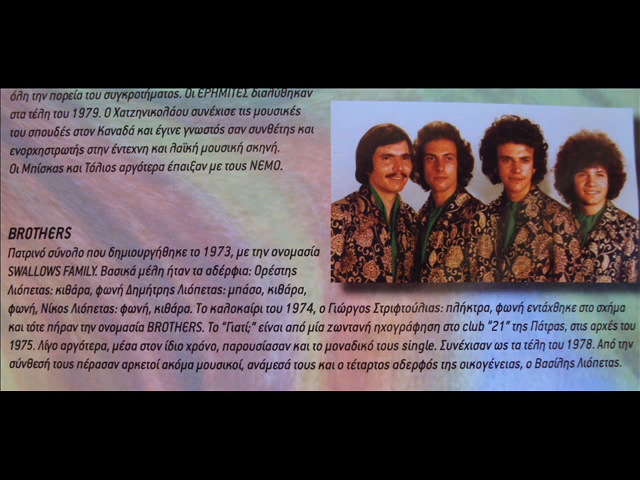 όλη την πορεία του συγκροτήματος. Οι ΕΡΗΜΙΤΕΣ διαλύθηκαν
στα τέλη του 1979. Ο Χατζηνικολάου συνέχισε τις μουσικές
του σπουδές στον Καναδά και έγινε γνωστός σαν συνθέτης και
ενορχηστρωτής στην έντεχνη και λαϊκή μουσική σκηνή.
Οι Μπίσκας και Τόλιος αργότερα έπαιξαν με τους ΝΕΜΟ.
BROTHERS
Πατρινό σύνολο που δημιουργήθηκε το 1973, με την ονομασία
SWALLOWS FAMILY. Βασικά μέλη ήταν τα αδέρφια: Ορέστης
Λιόπετας: κιθάρα, φωνή Δημήτρης Λιόπετας: μπάσο, κιθάρα,
φωνή, Νίκος Λιόπετας: φωνή, κιθάρα. Το καλοκαίρι του 1974, ο Γιώργος Στριφτούλιας: πλήκτρα, φωνή εντάχθηκε στο σχήμα
και τότε πήραν την ονομασία BROTHERS. Το "Γιατί;" είναι από μία ζωντανή ηχογράφηση στο club "21" της Πάτρας, στις αρχές του
1975. Λίγο αργότερα, μέσα στον ίδιο χρόνο, παρουσίασαν και το μοναδικό τους single. Συνέχισαν ως τα τέλη του 1978. Από την
σύνθεσή τους πέρασαν αρκετοί ακόμα μουσικοί, ανάμεσά τους και ο τέταρτος αδερφός της οικογένειας, ο Βασίλης Λιόπετας.